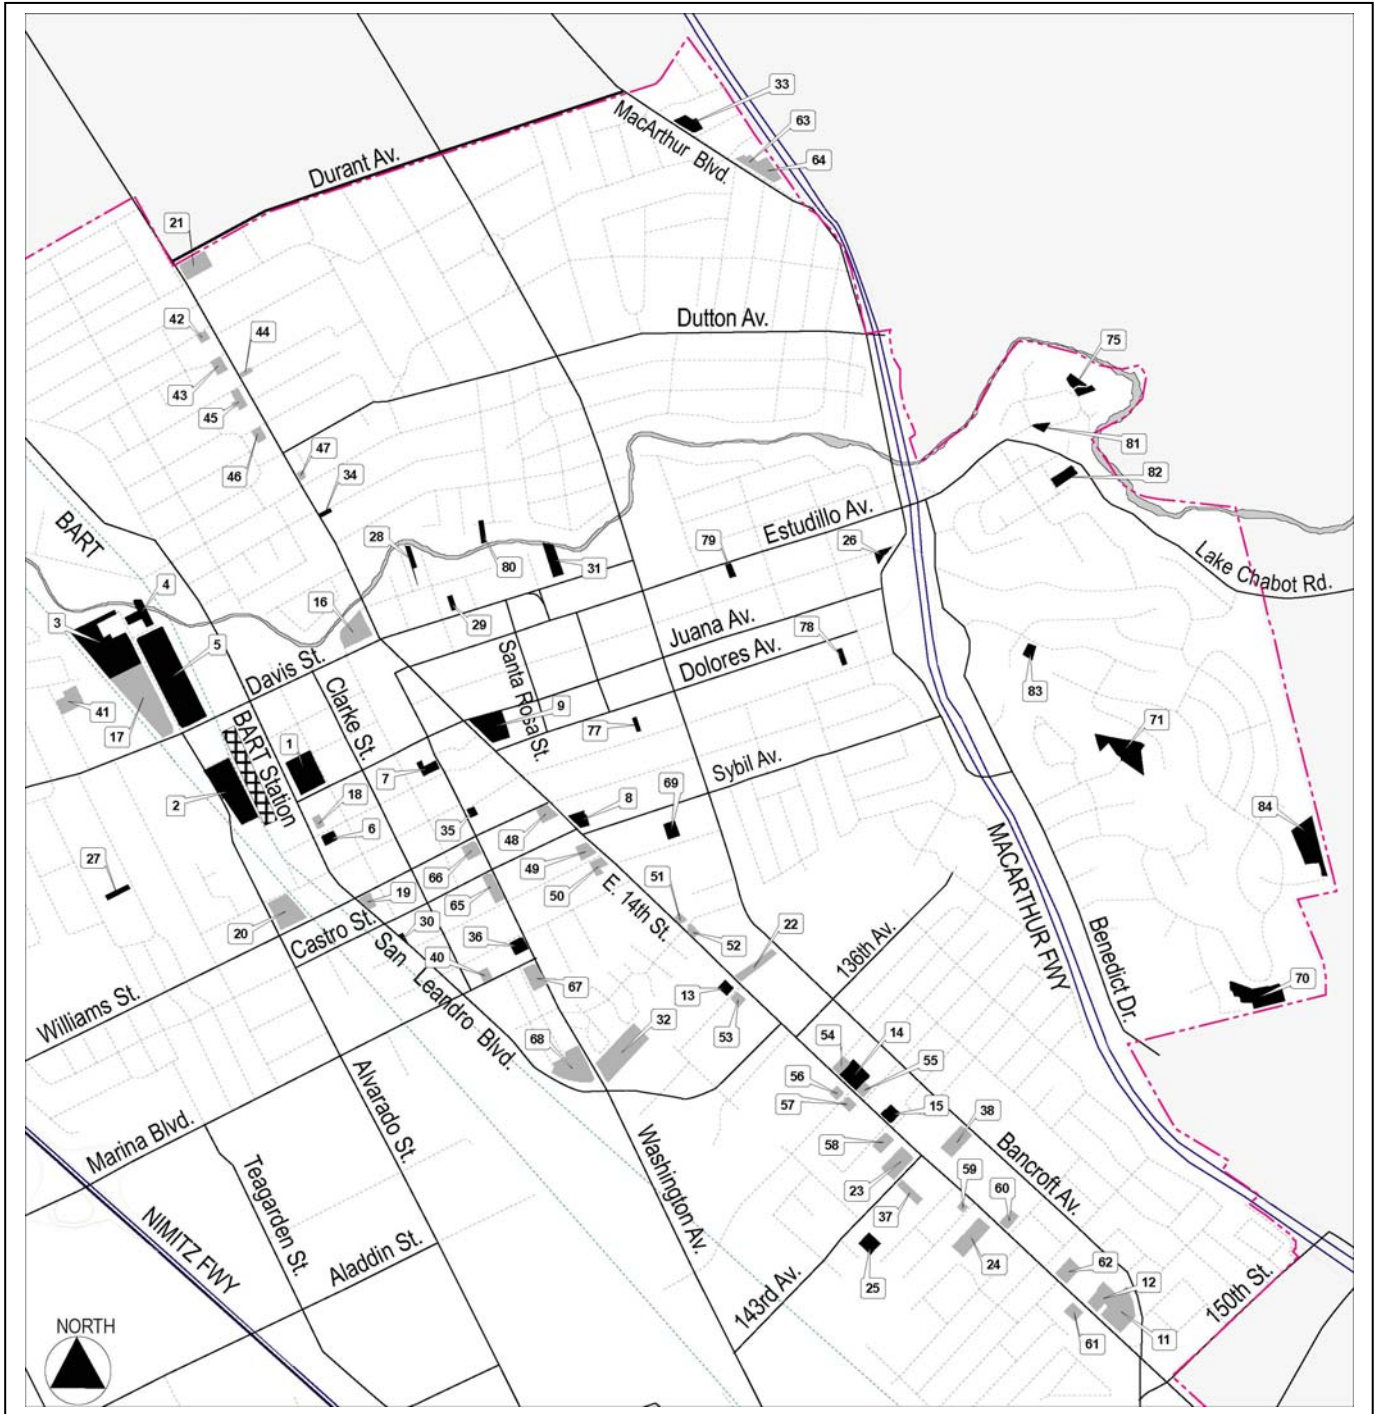 33
63
MacArthur Blvd.
64
Durant Av.
21
Dutton Av.
42
44
75
43
45
81
46
47
34
82
BART
Estudillo Av.
28
80
31
79
26
Lake Chabot Rd.
4
3
16
5
29
Juana Av.
78
Santa Rosa St.
Dolores Av.
83
Davis St.
Clarke St.
41
17
9
77
71
BART Station
1
7
Sybil Av.
2
18
6
35
48
8
69
84
27
66
49
50
E. 14th St.
MACARTHUR FWY
19
65
51
20
Castro St.
30
36
52
22
136th Av.
Benedict Dr.
San Leandro Blvd.
40
67
13
53
70
Williams St.
68
32
54
14
55
56
57
15
38
Marina Blvd.
Alvarado St.
58
Washington Av.
Bancroft Av.
Teagarden St.
23
59
60
37
NIMITZ FWY
Aladdin St.
25
24
62
12
143rd Av.
150th St.
61
11
NORTH